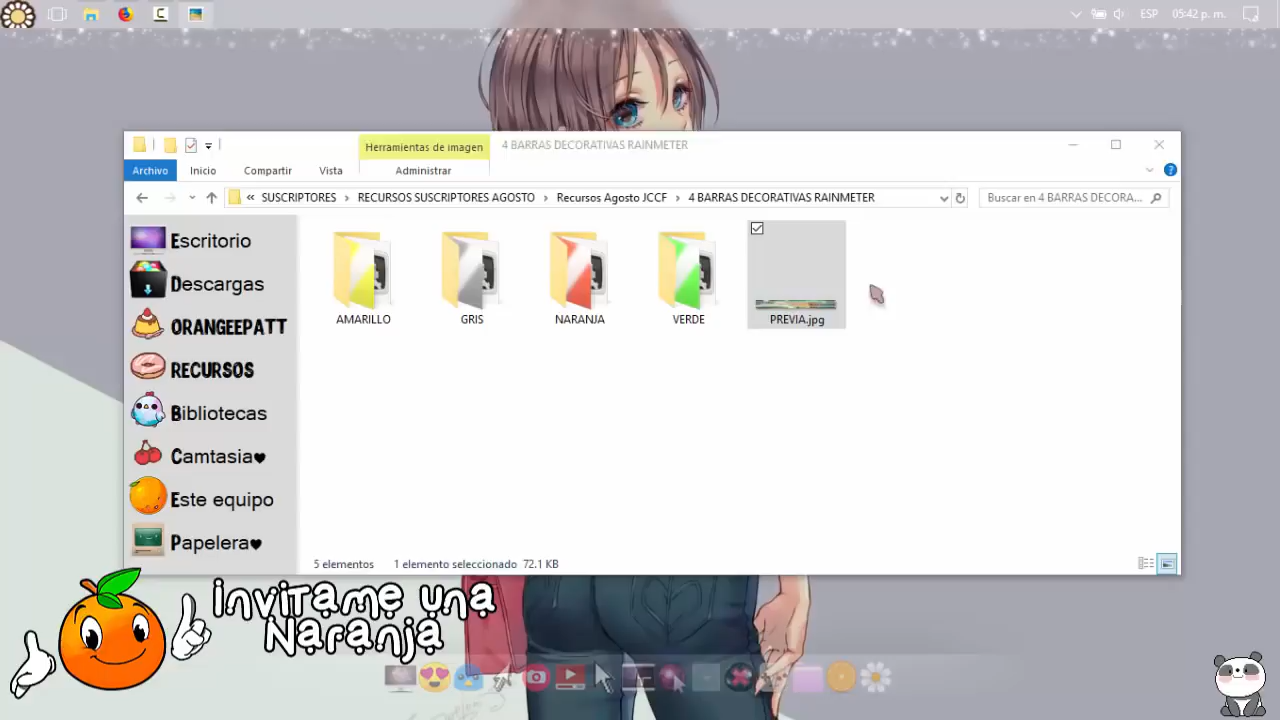 ESP 05:42 p. m.
Herramientas de imagen 4 BARRAS DECORATIVAS RAINMETER
Archivo Inicio Compartir Vista Administrar
« SUSCRIPTORES › RECURSOS SUSCRIPTORES AGOSTO › Recursos Agosto JCCF › 4 BARRAS DECORATIVAS RAINMETER
Buscar en 4 BARRAS DECORA...
Escritorio
Descargas
ORANGEEPATT
RECURSOS
Bibliotecas
Camtasia♥
Este equipo
Papelera♥
AMARILLO GRIS NARANJA VERDE PREVIA.jpg
5 elementos 1 elemento seleccionado 72.1 KB
invitame una
Naranja